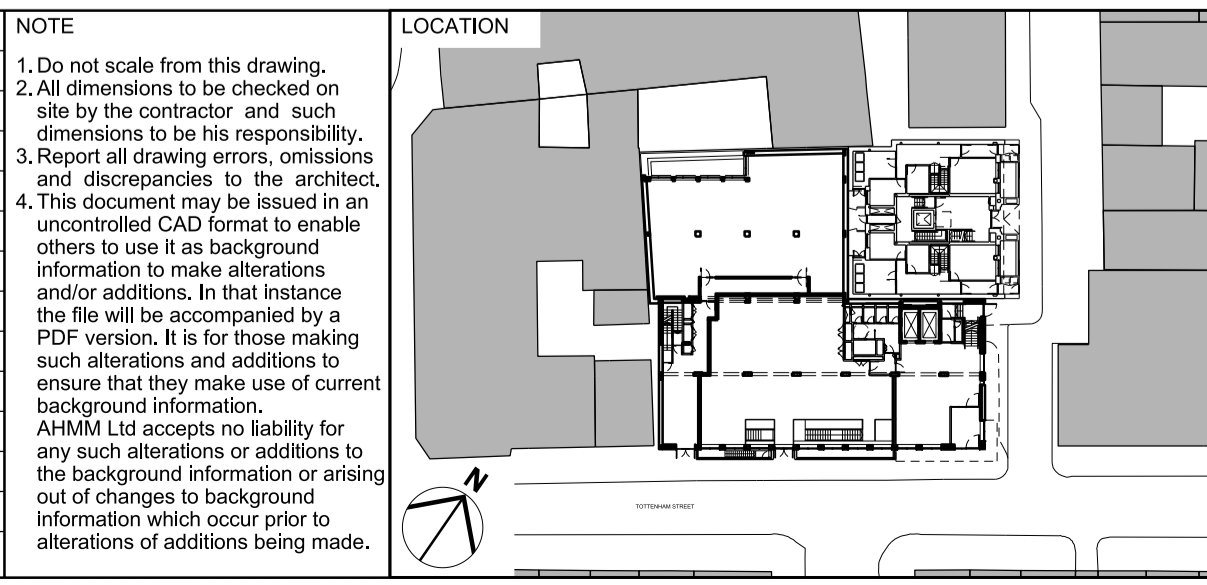 NOTE
1. Do not scale from this drawing.
2. All dimensions to be checked on
site by the contractor and such
dimensions to be his responsibility.
3. Report all drawing errors, omissions
and discrepancies to the architect.
4. This document may be issued in an
uncontrolled CAD format to enable
others to use it as background
information to make alterations
and/or additions. In that instance
the file will be accompanied by a
PDF version. It is for those making
such alterations and additions to
ensure that they make use of current
background information.
AHMM Ltd accepts no liability for
any such alterations or additions to
the background information or arising
out of changes to background
information which occur prior to
alterations of additions being made.
LOCATION
N
TOTTENHAM STREET